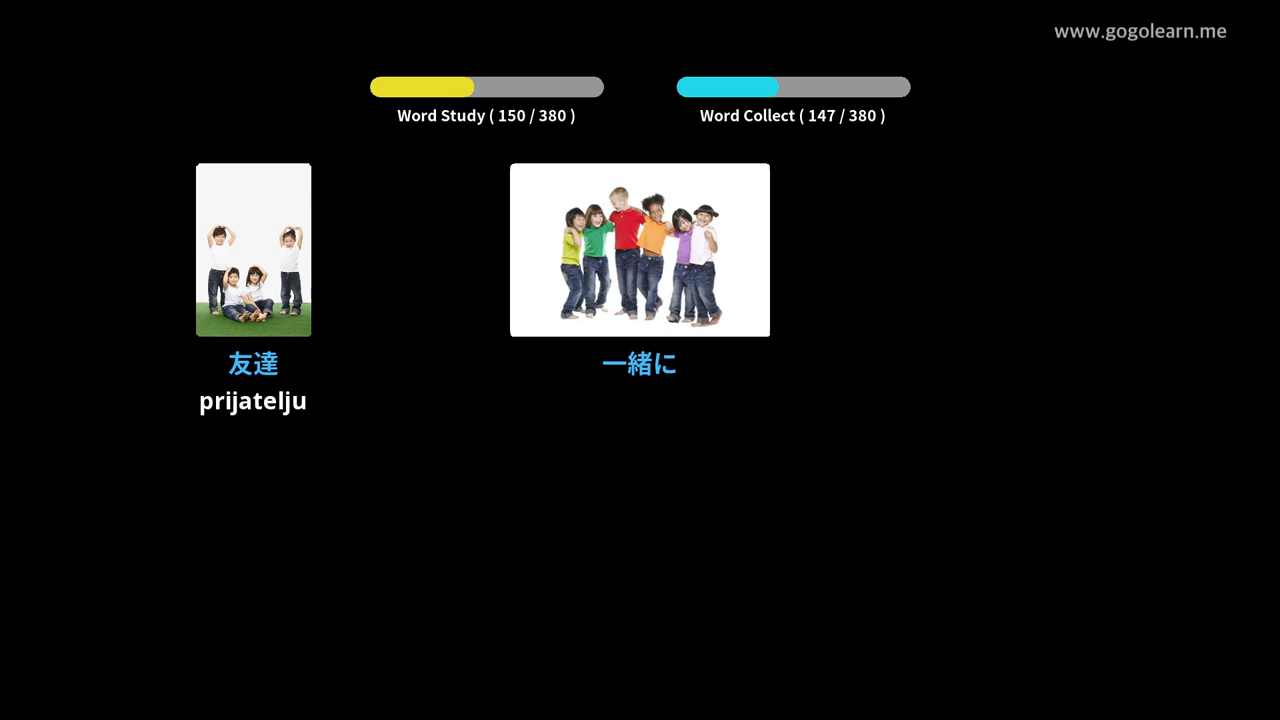 www.gogolearn.me
Word Study ( 150 / 380 )
Word Collect ( 147 / 380 )
友達
prijatelju
一緒に